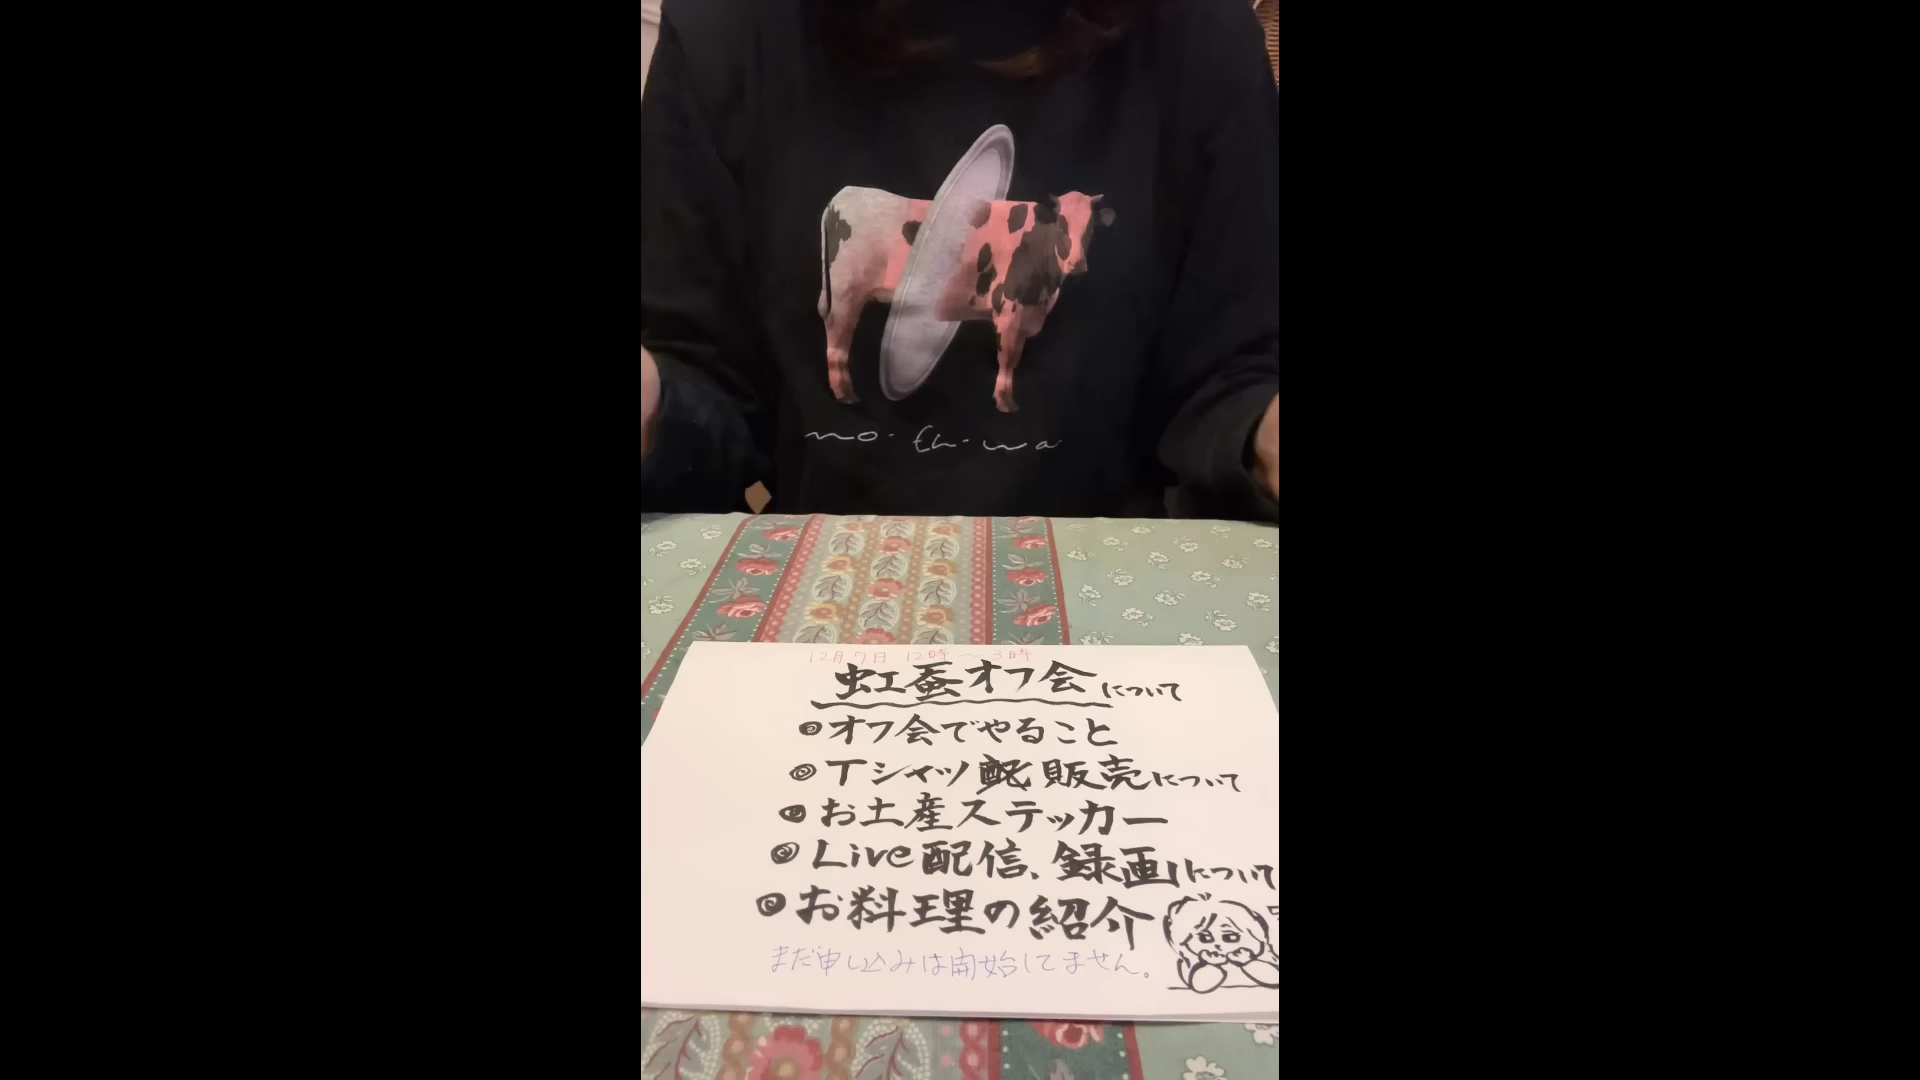 mo-th-wa
12月7日 12時～3時
虹蚕オフ会について
◎オフ会でやること
◎Tシャツ販売について
◎お土産ステッカー
◎Live配信、録画について
◎お料理の紹介
まだ申し込みは開始してません。